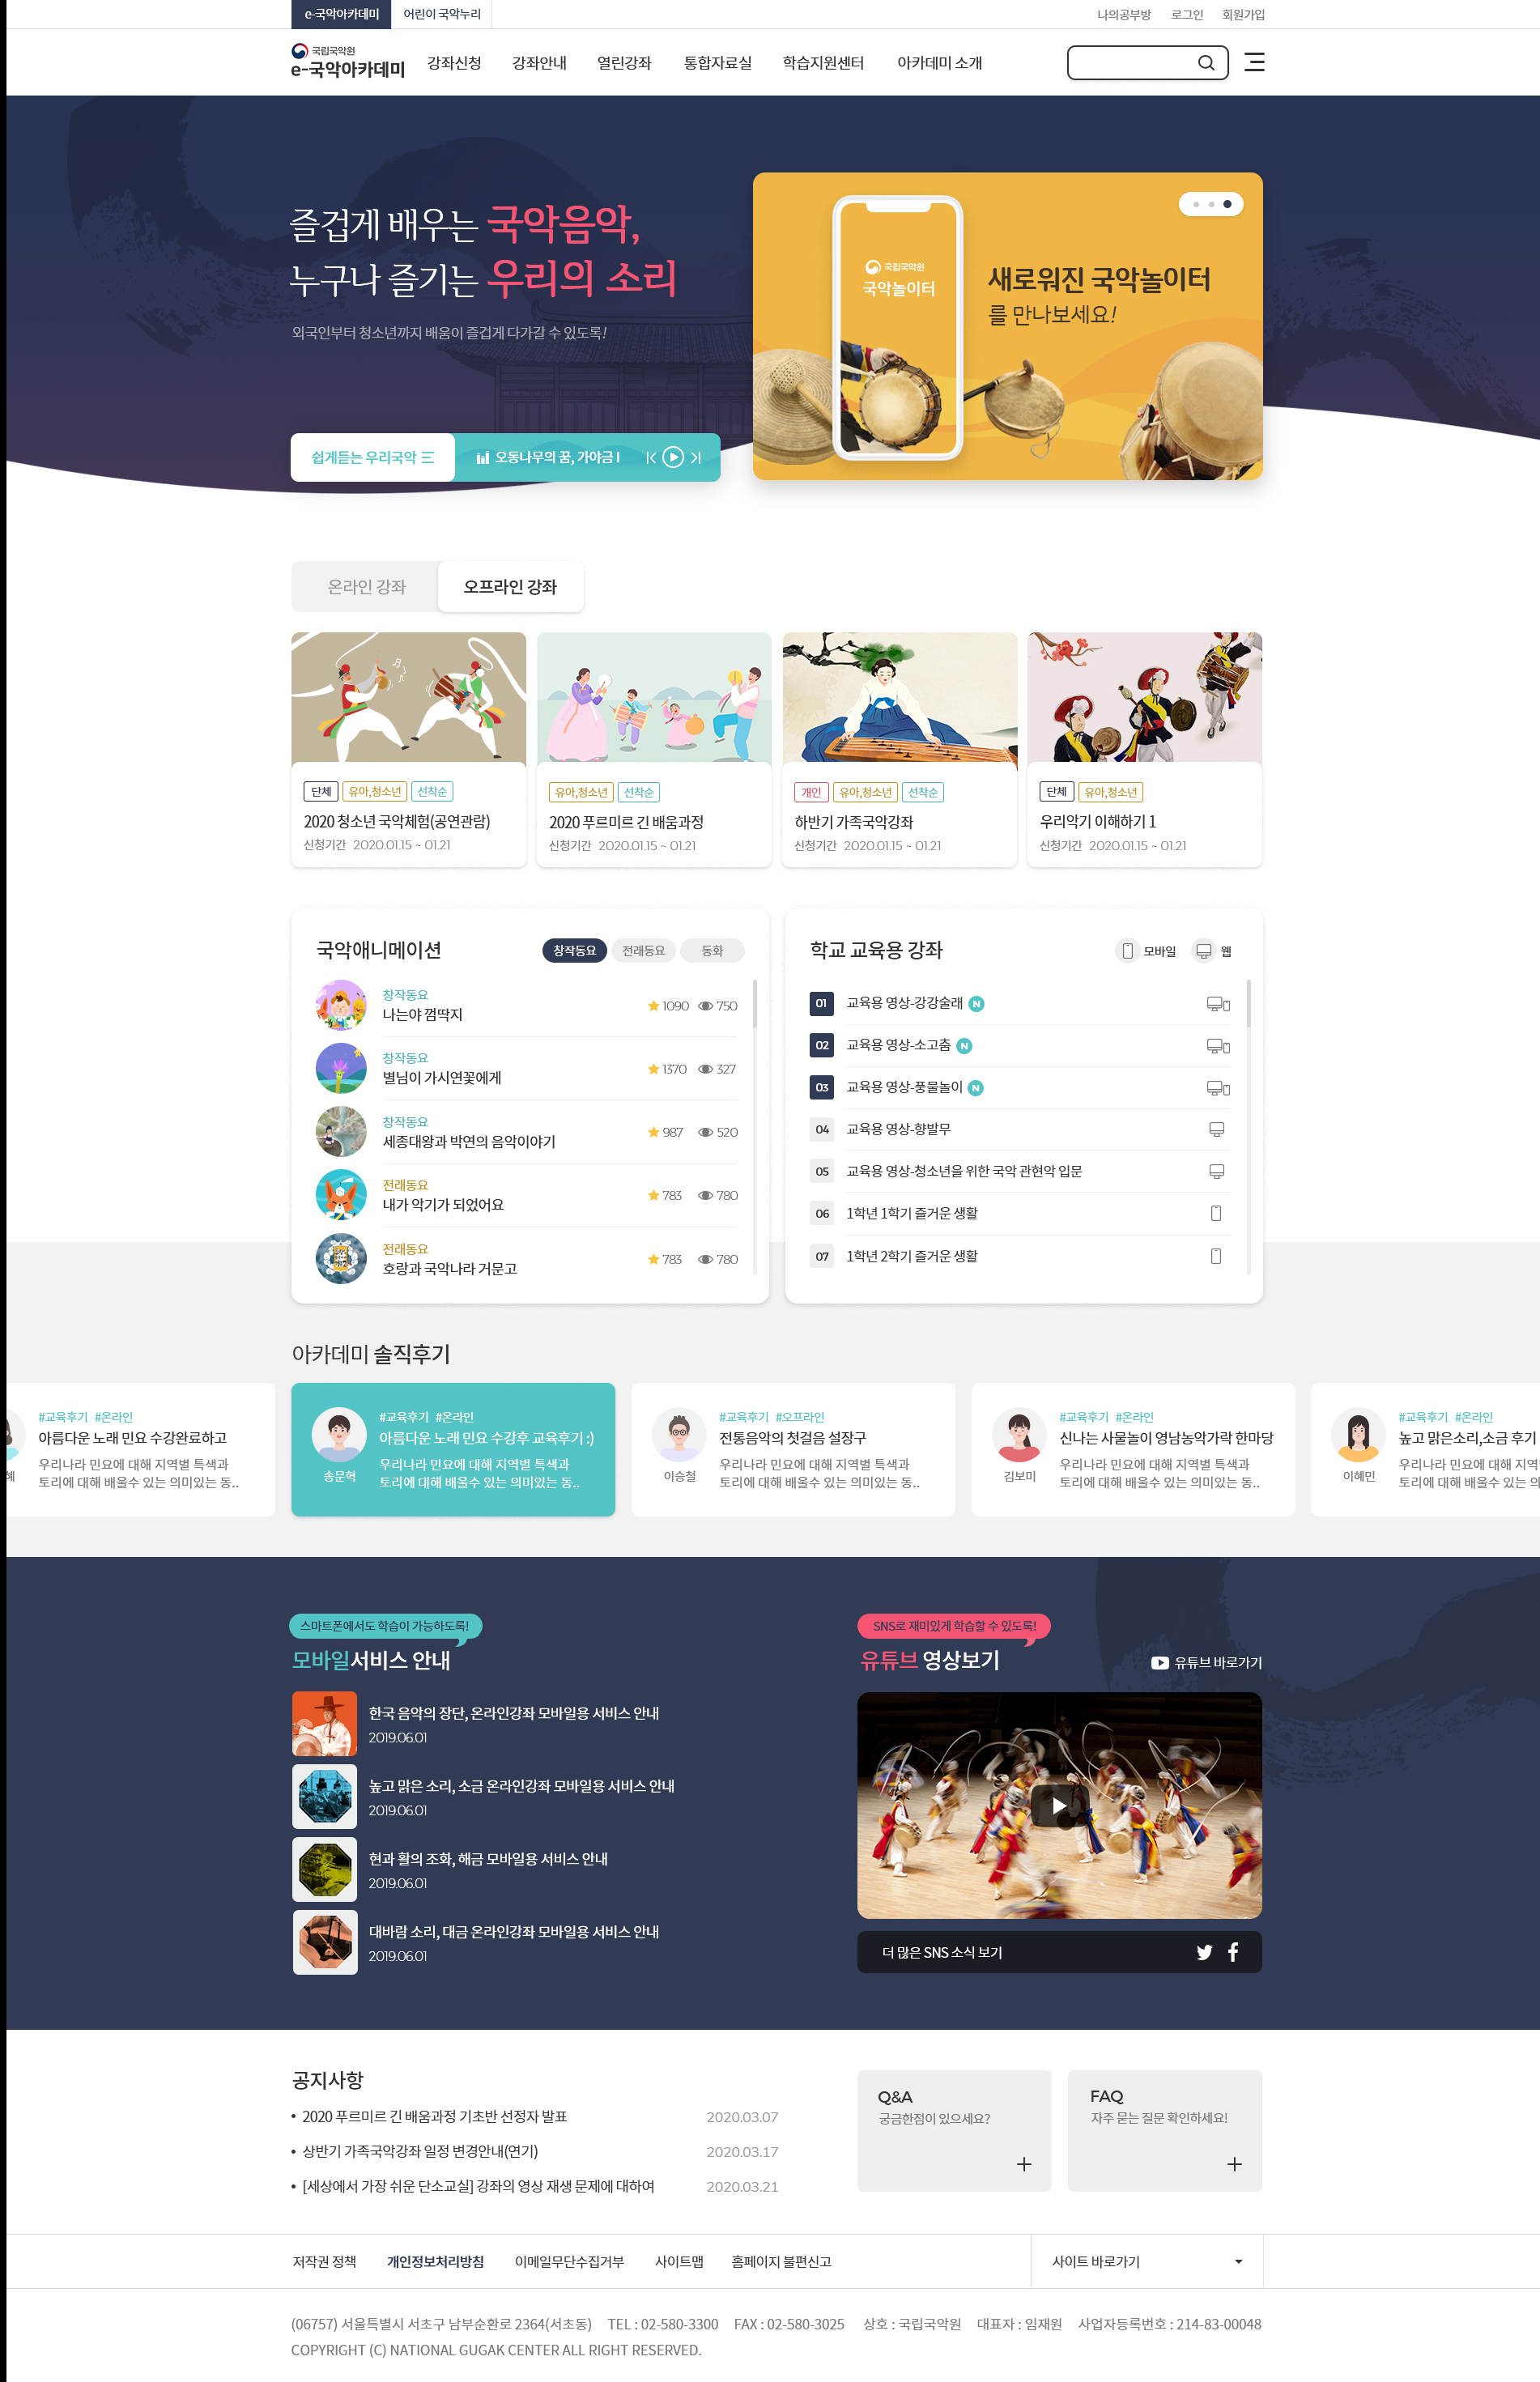 e-국악아카데미 어린이 국악누리 나의공부방 로그인 회원가입
국립국악원
e-국악아카데미 강좌신청 강좌안내 열린강좌 통합자료실 학습지원센터 아카데미 소개
즐겁게 배우는 국악음악,
누구나 즐기는 우리의 소리
외국인부터 청소년까지 배움이 즐겁게 다가갈 수 있도록!
쉽게듣는 우리국악 오동나무의 꿈, 가야금 I
국립국악원
국악놀이터
새로워진 국악놀이터
를 만나보세요!
온라인 강좌 오프라인 강좌
단체 유아,청소년 선착순
2020 청소년 국악체험(공연관람)
신청기간 2020.01.15 ~ 01.21
유아,청소년 선착순
2020 푸르미르 긴 배움과정
신청기간 2020.01.15 ~ 01.21
개인 유아,청소년 선착순
하반기 가족국악강좌
신청기간 2020.01.15 ~ 01.21
단체 유아,청소년
우리악기 이해하기 1
신청기간 2020.01.15 ~ 01.21
국악애니메이션 창작동요 전래동요 동화
창작동요
나는야 껌딱지 1090 750
창작동요
별님이 가시연꽃에게 1370 327
창작동요
세종대왕과 박연의 음악이야기 987 520
전래동요
내가 악기가 되었어요 783 780
전래동요
호랑과 국악나라 거문고 783 780
학교 교육용 강좌 모바일 웹
01 교육용 영상-강강술래 N
02 교육용 영상-소고춤 N
03 교육용 영상-풍물놀이 N
04 교육용 영상-향발무
05 교육용 영상-청소년을 위한 국악 관현악 입문
06 1학년 1학기 즐거운 생활
07 1학년 2학기 즐거운 생활
아카데미 솔직후기
#교육후기 #온라인
아름다운 노래 민요 수강완료하고
우리나라 민요에 대해 지역별 특색과
토리에 대해 배울수 있는 의미있는 동..
혜
#교육후기 #온라인
아름다운 노래 민요 수강후 교육후기 :)
우리나라 민요에 대해 지역별 특색과
토리에 대해 배울수 있는 의미있는 동..
송문혁
#교육후기 #오프라인
전통음악의 첫걸음 설장구
우리나라 민요에 대해 지역별 특색과
토리에 대해 배울수 있는 의미있는 동..
이승철
#교육후기 #온라인
신나는 사물놀이 영남농악가락 한마당
우리나라 민요에 대해 지역별 특색과
토리에 대해 배울수 있는 의미있는 동..
김보미
#교육후기 #온라인
높고 맑은소리,소금 후기
우리나라 민요에 대해 지역
토리에 대해 배울수 있는 의
이혜민
스마트폰에서도 학습이 가능하도록!
모바일서비스 안내
한국 음악의 장단, 온라인강좌 모바일용 서비스 안내
2019.06.01
높고 맑은 소리, 소금 온라인강좌 모바일용 서비스 안내
2019.06.01
현과 활의 조화, 해금 모바일용 서비스 안내
2019.06.01
대바람 소리, 대금 온라인강좌 모바일용 서비스 안내
2019.06.01
SNS로 재미있게 학습할 수 있도록!
유튜브 영상보기 유튜브 바로가기
더 많은 SNS 소식 보기
공지사항
• 2020 푸르미르 긴 배움과정 기초반 선정자 발표 2020.03.07
• 상반기 가족국악강좌 일정 변경안내(연기) 2020.03.17
• [세상에서 가장 쉬운 단소교실] 강좌의 영상 재생 문제에 대하여 2020.03.21
Q&A
궁금한점이 있으세요?
FAQ
자주 묻는 질문 확인하세요!
저작권 정책 개인정보처리방침 이메일무단수집거부 사이트맵 홈페이지 불편신고 사이트 바로가기
(06757) 서울특별시 서초구 남부순환로 2364(서초동) TEL : 02-580-3300 FAX : 02-580-3025 상호 : 국립국악원 대표자 : 임재원 사업자등록번호 : 214-83-00048
COPYRIGHT (C) NATIONAL GUGAK CENTER ALL RIGHT RESERVED.